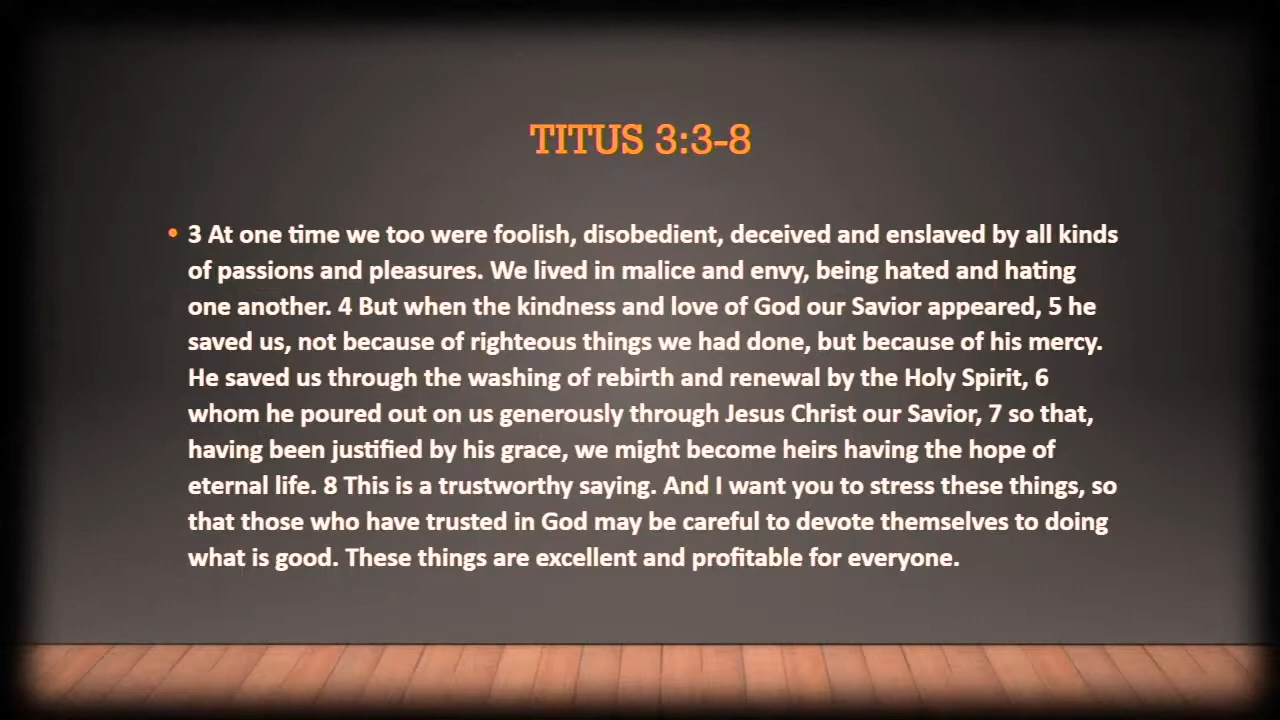 TITUS 3:3-8
• 3 At one time we too were foolish, disobedient, deceived and enslaved by all kinds
of passions and pleasures. We lived in malice and envy, being hated and hating
one another. 4 But when the kindness and love of God our Savior appeared, 5 he
saved us, not because of righteous things we had done, but because of his mercy.
He saved us through the washing of rebirth and renewal by the Holy Spirit, 6
whom he poured out on us generously through Jesus Christ our Savior, 7 so that,
having been justified by his grace, we might become heirs having the hope of
eternal life. 8 This is a trustworthy saying. And I want you to stress these things, so
that those who have trusted in God may be careful to devote themselves to doing
what is good. These things are excellent and profitable for everyone.